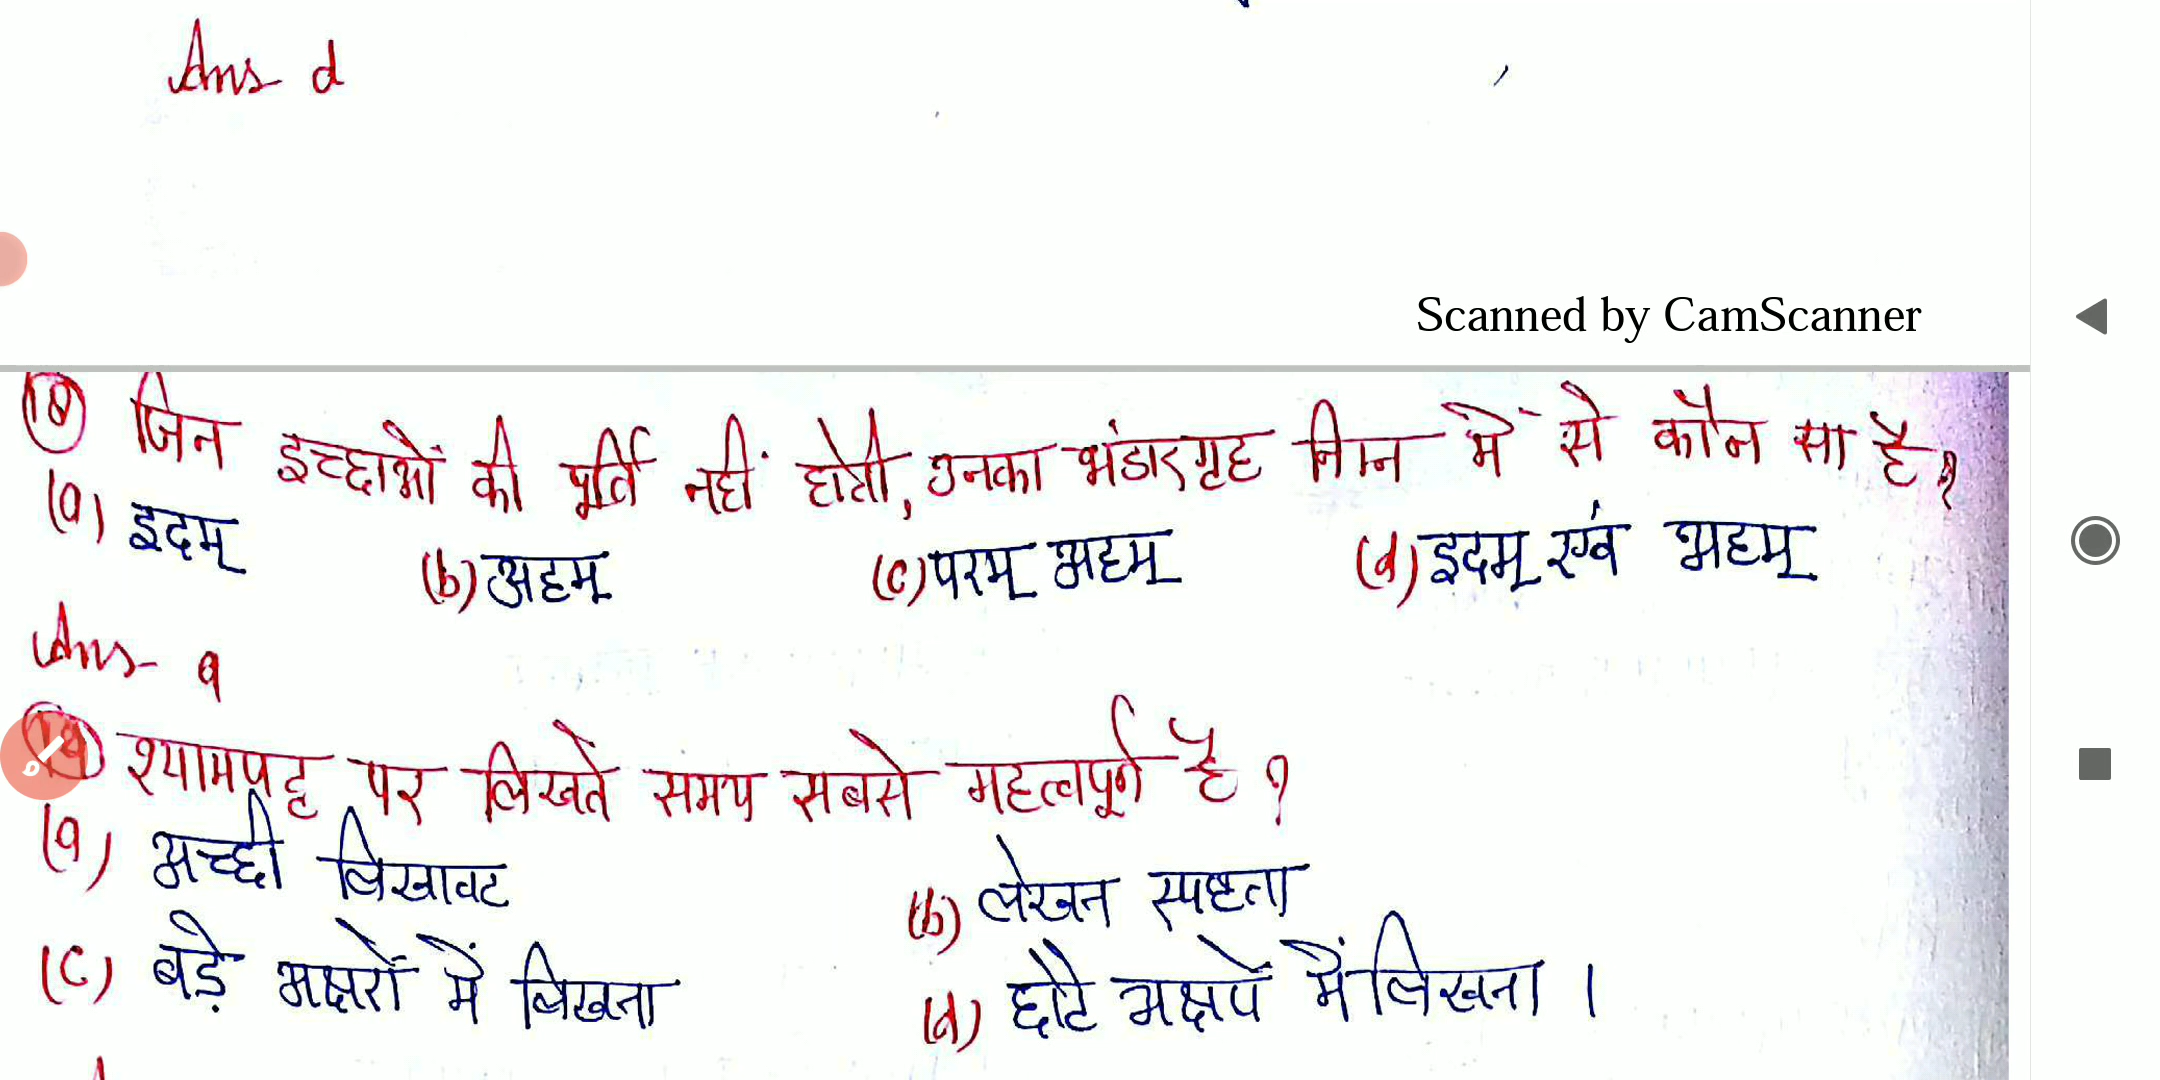 Ans d
Scanned by CamScanner
(18) जिन इच्छाओं की पूर्ति नहीं होती, उनका भंडारगृह निम्न में से कौन सा है?
(a) इदम् (b) अहम् (c) परम् अहम् (d) इदम् एवं अहम्
Ans- a
श्यामपट्ट पर लिखते समय सबसे महत्वपूर्ण है ?
(a) अच्छी लिखावट (b) लेखन स्पष्टता
(c) बड़े अक्षरों में लिखना (d) छोटे अक्षरों में लिखना ।